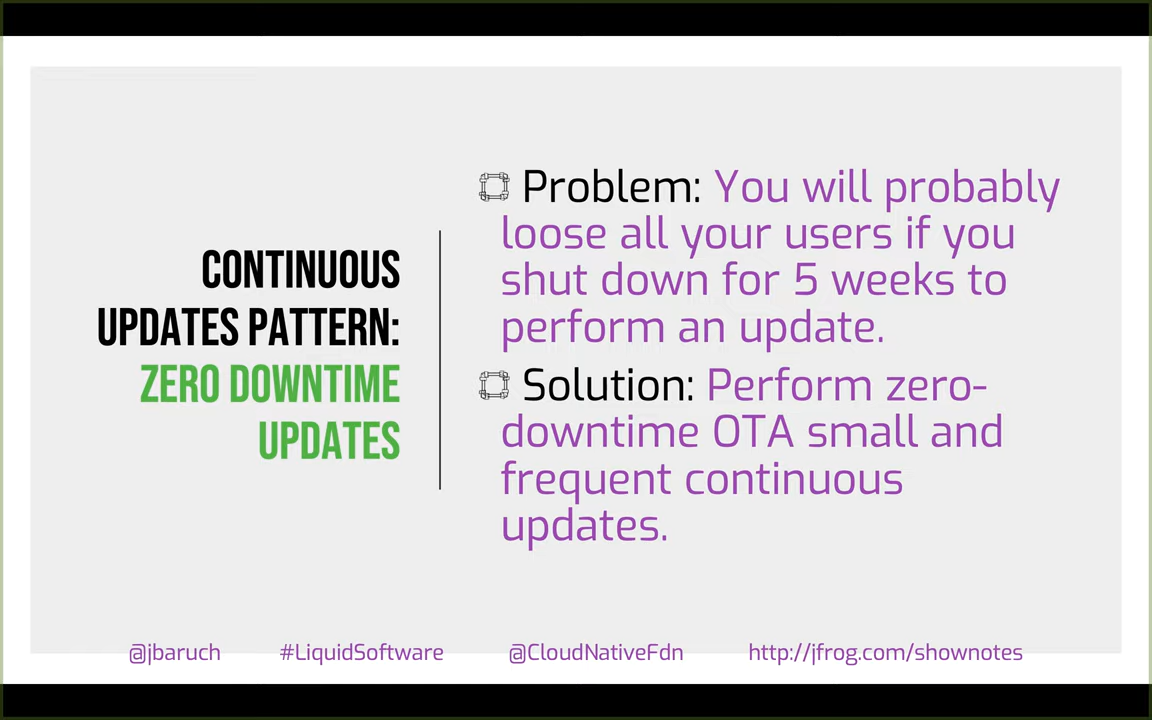 CONTINUOUS
UPDATES PATTERN:
ZERO DOWNTIME
UPDATES
Problem: You will probably
loose all your users if you
shut down for 5 weeks to
perform an update.
Solution: Perform zero-
downtime OTA small and
frequent continuous
updates.
@jbaruch #LiquidSoftware @CloudNativeFdn http://jfrog.com/shownotes